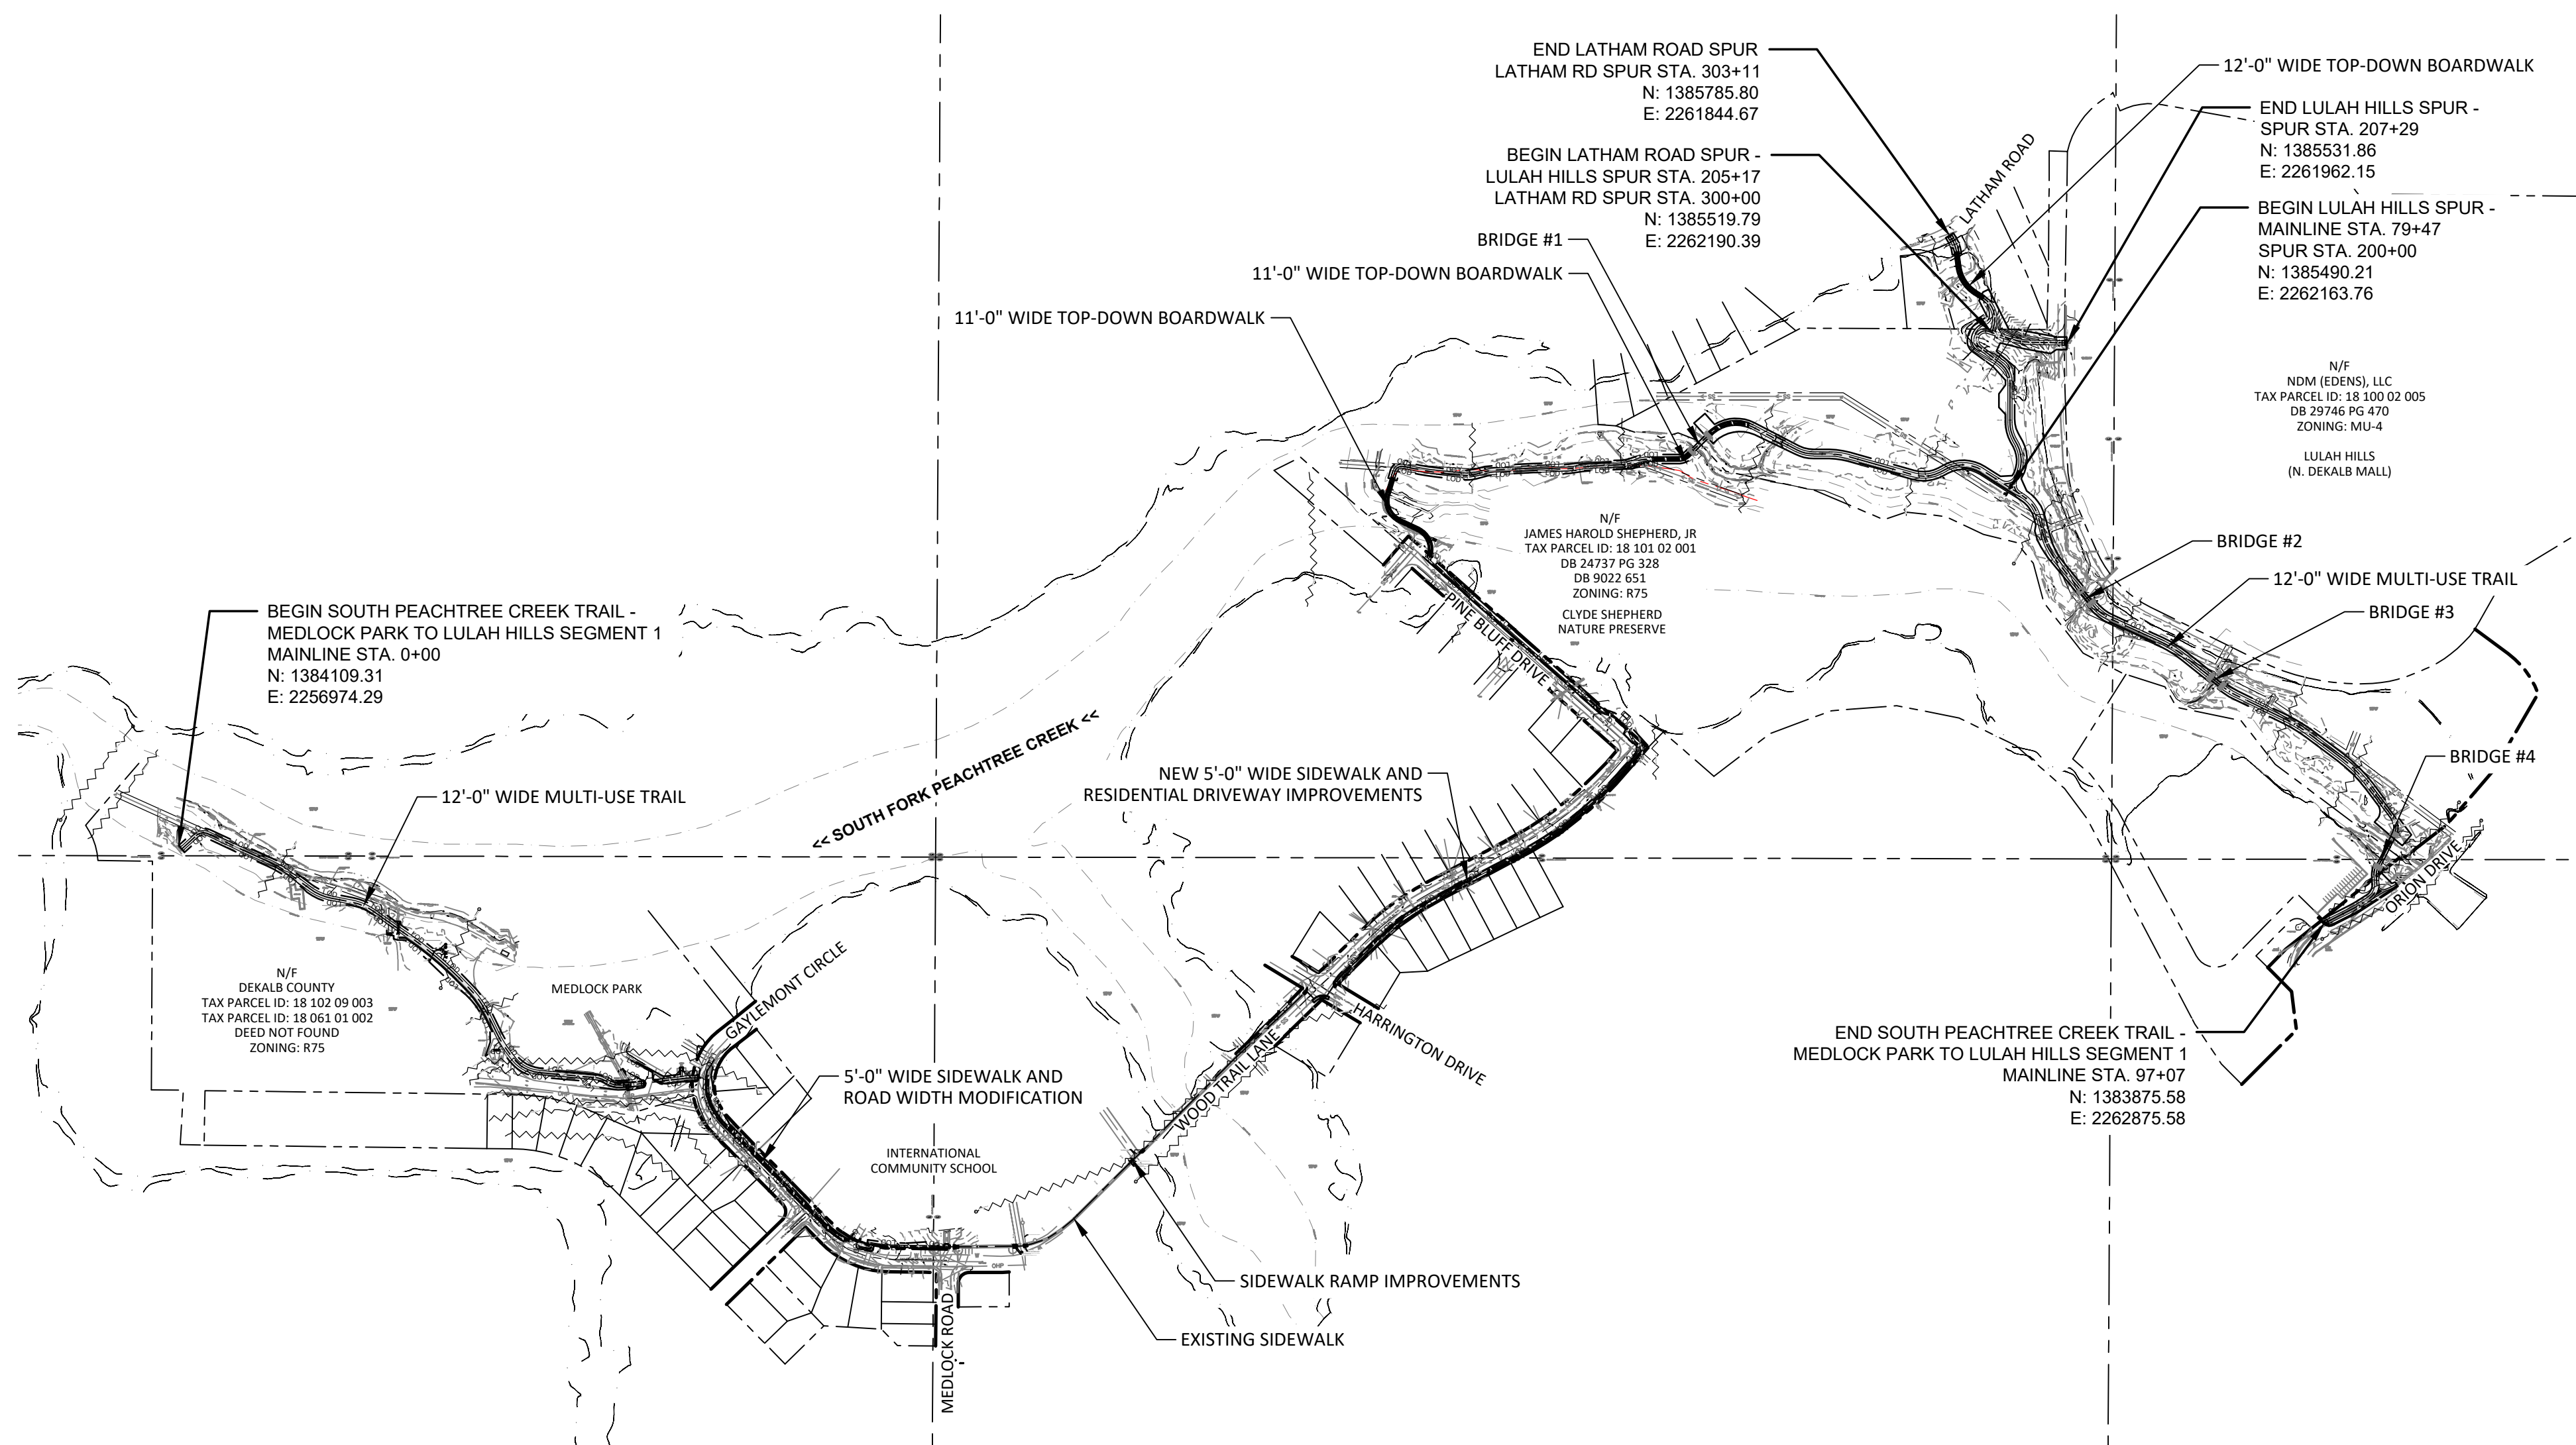 END LATHAM ROAD SPUR
LATHAM RD SPUR STA. 303+11
N: 1385785.80
E: 2261844.67
BEGIN LATHAM ROAD SPUR -
LULAH HILLS SPUR STA. 205+17
LATHAM RD SPUR STA. 300+00
N: 1385519.79
E: 2262190.39
BRIDGE #1
11'-0" WIDE TOP-DOWN BOARDWALK
11'-0" WIDE TOP-DOWN BOARDWALK
LATHAM ROAD
12'-0" WIDE TOP-DOWN BOARDWALK
END LULAH HILLS SPUR -
SPUR STA. 207+29
N: 1385531.86
E: 2261962.15
BEGIN LULAH HILLS SPUR -
MAINLINE STA. 79+47
SPUR STA. 200+00
N: 1385490.21
E: 2262163.76
N/F
NDM (EDENS), LLC
TAX PARCEL ID: 18 100 02 005
DB 29746 PG 470
ZONING: MU-4
LULAH HILLS
(N. DEKALB MALL)
N/F
JAMES HAROLD SHEPHERD, JR
TAX PARCEL ID: 18 101 02 001
DB 24737 PG 328
DB 9022 651
ZONING: R75
CLYDE SHEPHERD
NATURE PRESERVE
BRIDGE #2
12'-0" WIDE MULTI-USE TRAIL
BRIDGE #3
BRIDGE #4
PINE BLUFF DRIVE
BEGIN SOUTH PEACHTREE CREEK TRAIL -
MEDLOCK PARK TO LULAH HILLS SEGMENT 1
MAINLINE STA. 0+00
N: 1384109.31
E: 2256974.29
<< SOUTH FORK PEACHTREE CREEK <<
12'-0" WIDE MULTI-USE TRAIL
NEW 5'-0" WIDE SIDEWALK AND
RESIDENTIAL DRIVEWAY IMPROVEMENTS
ORION DRIVE
N/F
DEKALB COUNTY
TAX PARCEL ID: 18 102 09 003
TAX PARCEL ID: 18 061 01 002
DEED NOT FOUND
ZONING: R75
MEDLOCK PARK
GAYLEMONT CIRCLE
HARRINGTON DRIVE
WOOD TRAIL LANE
END SOUTH PEACHTREE CREEK TRAIL -
MEDLOCK PARK TO LULAH HILLS SEGMENT 1
MAINLINE STA. 97+07
N: 1383875.58
E: 2262875.58
5'-0" WIDE SIDEWALK AND
ROAD WIDTH MODIFICATION
INTERNATIONAL
COMMUNITY SCHOOL
OHP
SIDEWALK RAMP IMPROVEMENTS
EXISTING SIDEWALK
MEDLOCK ROAD